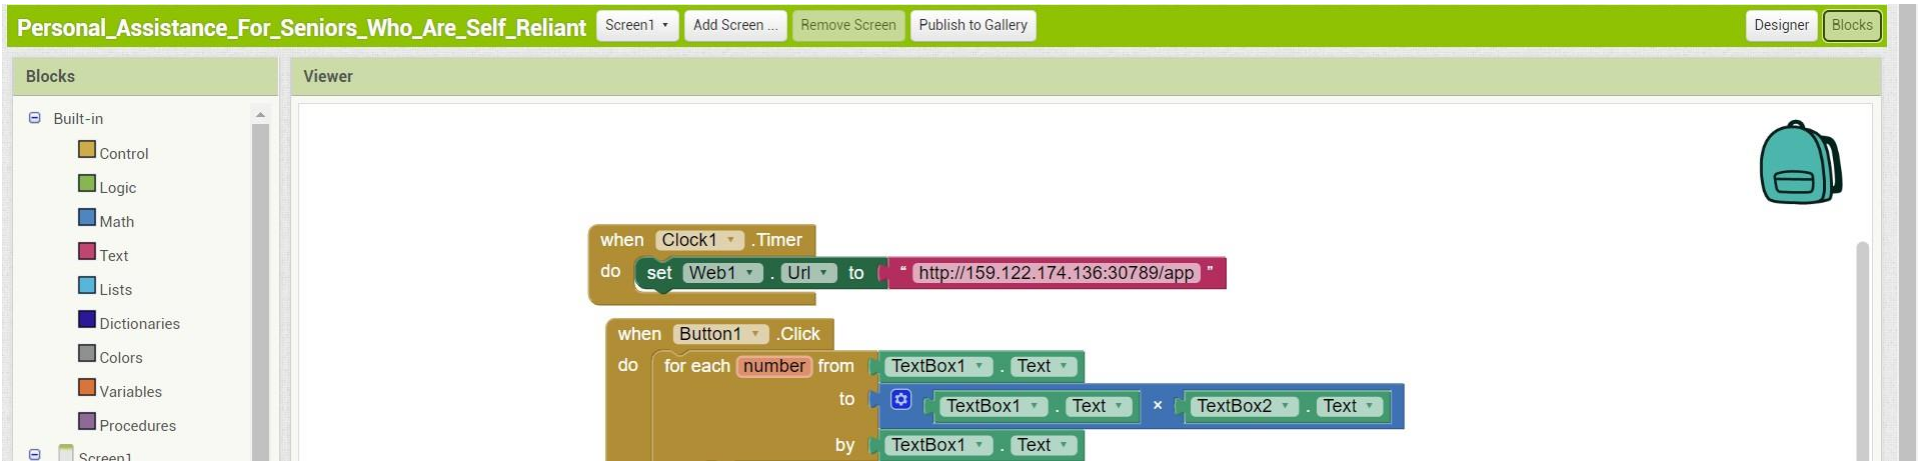 Personal_Assistance_For_Seniors_Who_Are_Self_Reliant Screen1 Add Screen ... Remove Screen Publish to Gallery Designer Blocks
Blocks
Viewer
Built-in
Control
Logic
Math
Text
Lists
Dictionaries
Colors
Variables
Procedures
Screen1
when Clock1 .Timer
do set Web1 . Url to " http://159.122.174.136:30789/app "
when Button1 .Click
do for each number from TextBox1 . Text
to TextBox1 . Text × TextBox2 . Text
by TextBox1 . Text